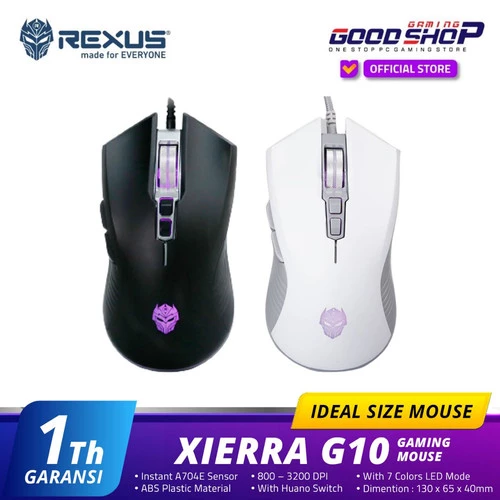 REXUS®
made for EVERYONE
GAMING
GOODSHOP
ONE STOP PC GAMING STORE
OFFICIAL STORE
IDEAL SIZE MOUSE
1Th
GARANSI
XIERRA G10 GAMING MOUSE
• Instant A704E Sensor • 800 – 3200 DPI • With 7 Colors LED Mode
• ABS Plastic Material • With Huano Switch • Dimention : 130 x 65 x 40mm